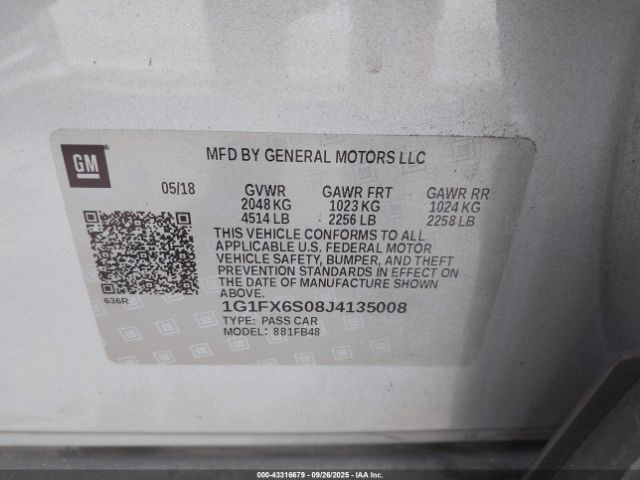 GM
MFD BY GENERAL MOTORS LLC
05/18 GVWR GAWR FRT GAWR RR
2048 KG 1023 KG 1024 KG
4514 LB 2256 LB 2258 LB
THIS VEHICLE CONFORMS TO ALL
APPLICABLE U.S. FEDERAL MOTOR
VEHICLE SAFETY, BUMPER, AND THEFT
PREVENTION STANDARDS IN EFFECT ON
THE DATE OF MANUFACTURE SHOWN
ABOVE.
636R
1G1FX6S08J4135008
TYPE: PASS CAR
MODEL: 881FB48
000-43316679 - 09/26/2025 - IAA Inc.